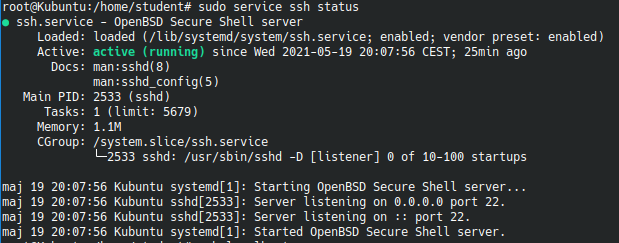 root@Kubuntu:/home/student# sudo service ssh status
● ssh.service - OpenBSD Secure Shell server
Loaded: loaded (/lib/systemd/system/ssh.service; enabled; vendor preset: enabled)
Active: active (running) since Wed 2021-05-19 20:07:56 CEST; 25min ago
Docs: man:sshd(8)
man:sshd_config(5)
Main PID: 2533 (sshd)
Tasks: 1 (limit: 5679)
Memory: 1.1M
CGroup: /system.slice/ssh.service
└─2533 sshd: /usr/sbin/sshd -D [listener] 0 of 10-100 startups
maj 19 20:07:56 Kubuntu systemd[1]: Starting OpenBSD Secure Shell server...
maj 19 20:07:56 Kubuntu sshd[2533]: Server listening on 0.0.0.0 port 22.
maj 19 20:07:56 Kubuntu sshd[2533]: Server listening on :: port 22.
maj 19 20:07:56 Kubuntu systemd[1]: Started OpenBSD Secure Shell server.